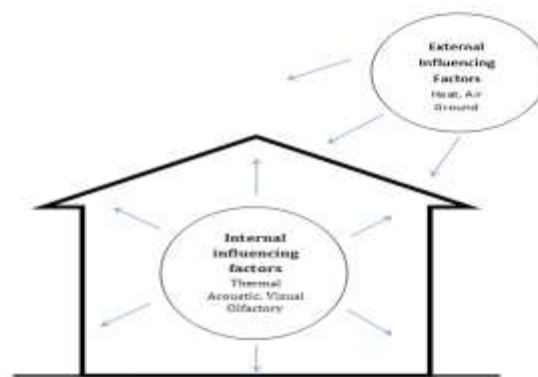 External
Influencing
Factors
Heat, Air
Ground
Internal
influencing
factors
Thermal
Acoustic, Visual
Olfactory